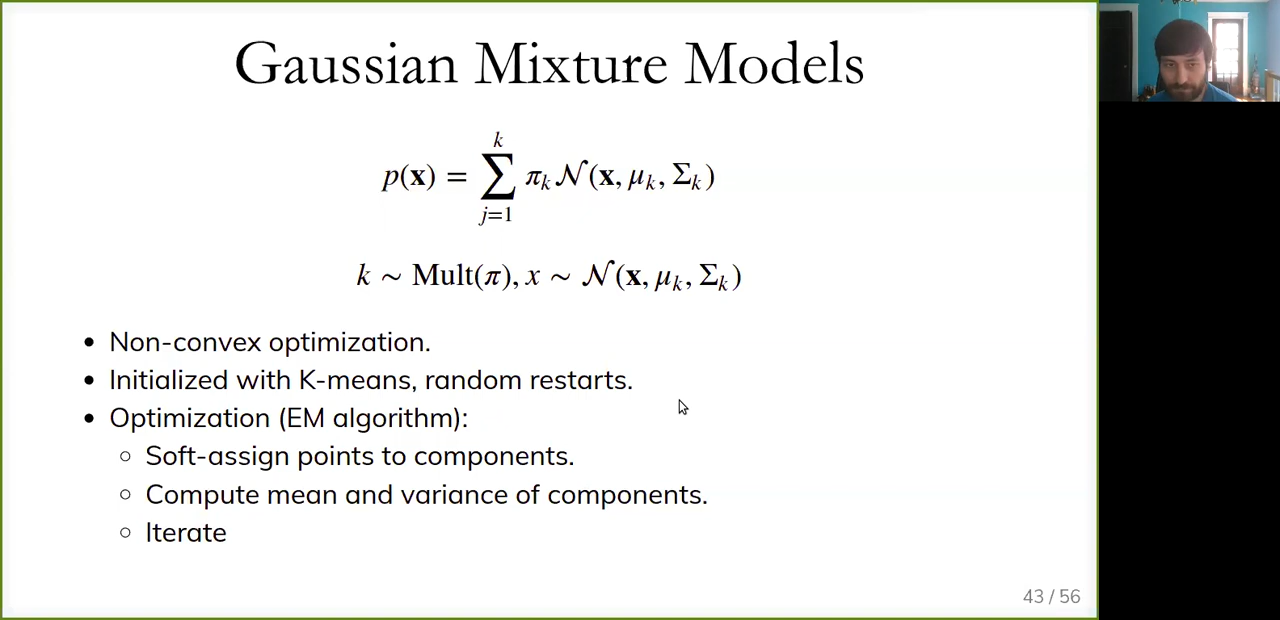 Gaussian Mixture Models
p(x) = ∑_{j=1}^{k} π_k 𝒩(x, μ_k, Σ_k)
k ∼ Mult(π), x ∼ 𝒩(x, μ_k, Σ_k)
• Non-convex optimization.
• Initialized with K-means, random restarts.
• Optimization (EM algorithm):
○ Soft-assign points to components.
○ Compute mean and variance of components.
○ Iterate
43 / 56